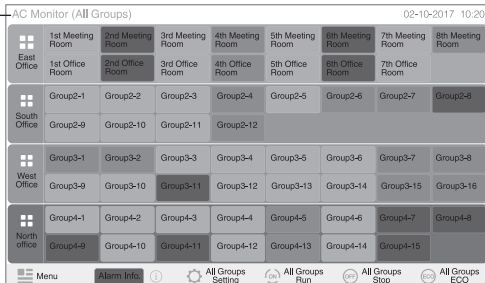 AC Monitor (All Groups) 02-10-2017 10:20
East Office
1st Meeting Room 2nd Meeting Room 3rd Meeting Room 4th Meeting Room 5th Meeting Room 6th Meeting Room 7th Meeting Room 8th Meeting Room
1st Office Room 2nd Office Room 3rd Office Room 4th Office Room 5th Office Room 6th Office Room 7th Office Room
South Office
Group2-1 Group2-2 Group2-3 Group2-4 Group2-5 Group2-6 Group2-7 Group2-8
Group2-9 Group2-10 Group2-11 Group2-12
West Office
Group3-1 Group3-2 Group3-3 Group3-4 Group3-5 Group3-6 Group3-7 Group3-8
Group3-9 Group3-10 Group3-11 Group3-12 Group3-13 Group3-14 Group3-15 Group3-16
North office
Group4-1 Group4-2 Group4-3 Group4-4 Group4-5 Group4-6 Group4-7 Group4-8
Group4-9 Group4-10 Group4-11 Group4-12 Group4-13 Group4-14 Group4-15
Menu Alarm Info. i All Groups Setting ON All Groups Run OFF All Groups Stop ECO All Groups ECO